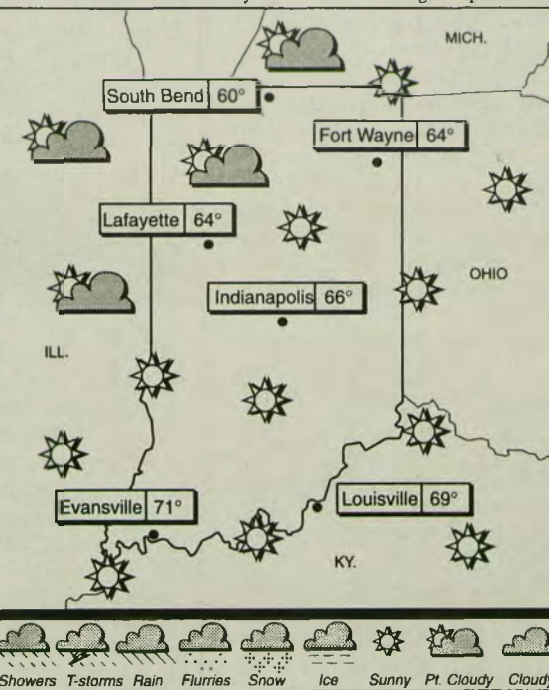 MICH.
South Bend 60°
Fort Wayne 64°
Lafayette 64°
OHIO
Indianapolis 66°
ILL.
Evansville 71°
Louisville 69°
KY.
Showers T-storms Rain Flurries Snow Ice Sunny Pt. Cloudy Cloudy